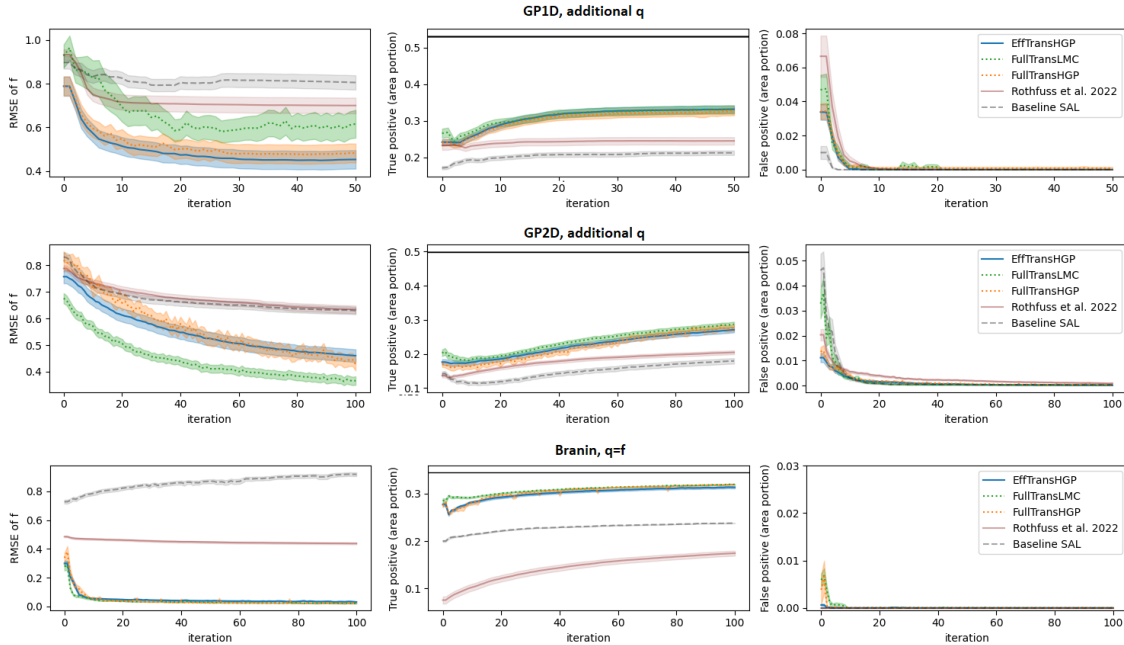 GP1D, additional q
RMSE of f
1.0
0.8
0.6
0.4
0
10
20
30
40
50
iteration
True positive (area portion)
0.5
0.4
0.3
0.2
0
10
20
30
40
50
iteration
False positive (area portion)
0.08
0.06
0.04
0.02
0.00
0
10
20
30
40
50
iteration
EffTransHGP
FullTransLMC
FullTransHGP
Rothfuss et al. 2022
Baseline SAL
GP2D, additional q
RMSE of f
0.8
0.7
0.6
0.5
0.4
0
20
40
60
80
100
iteration
True positive (area portion)
0.5
0.4
0.3
0.2
0.1
0
20
40
60
80
100
iteration
False positive (area portion)
0.05
0.04
0.03
0.02
0.01
0.00
0
20
40
60
80
100
iteration
EffTransHGP
FullTransLMC
FullTransHGP
Rothfuss et al. 2022
Baseline SAL
Branin, q=f
RMSE of f
0.8
0.6
0.4
0.2
0.0
0
20
40
60
80
100
iteration
True positive (area portion)
0.3
0.2
0.1
0
20
40
60
80
100
iteration
False positive (area portion)
0.03
0.02
0.01
0.00
0
20
40
60
80
100
iteration
EffTransHGP
FullTransLMC
FullTransHGP
Rothfuss et al. 2022
Baseline SAL